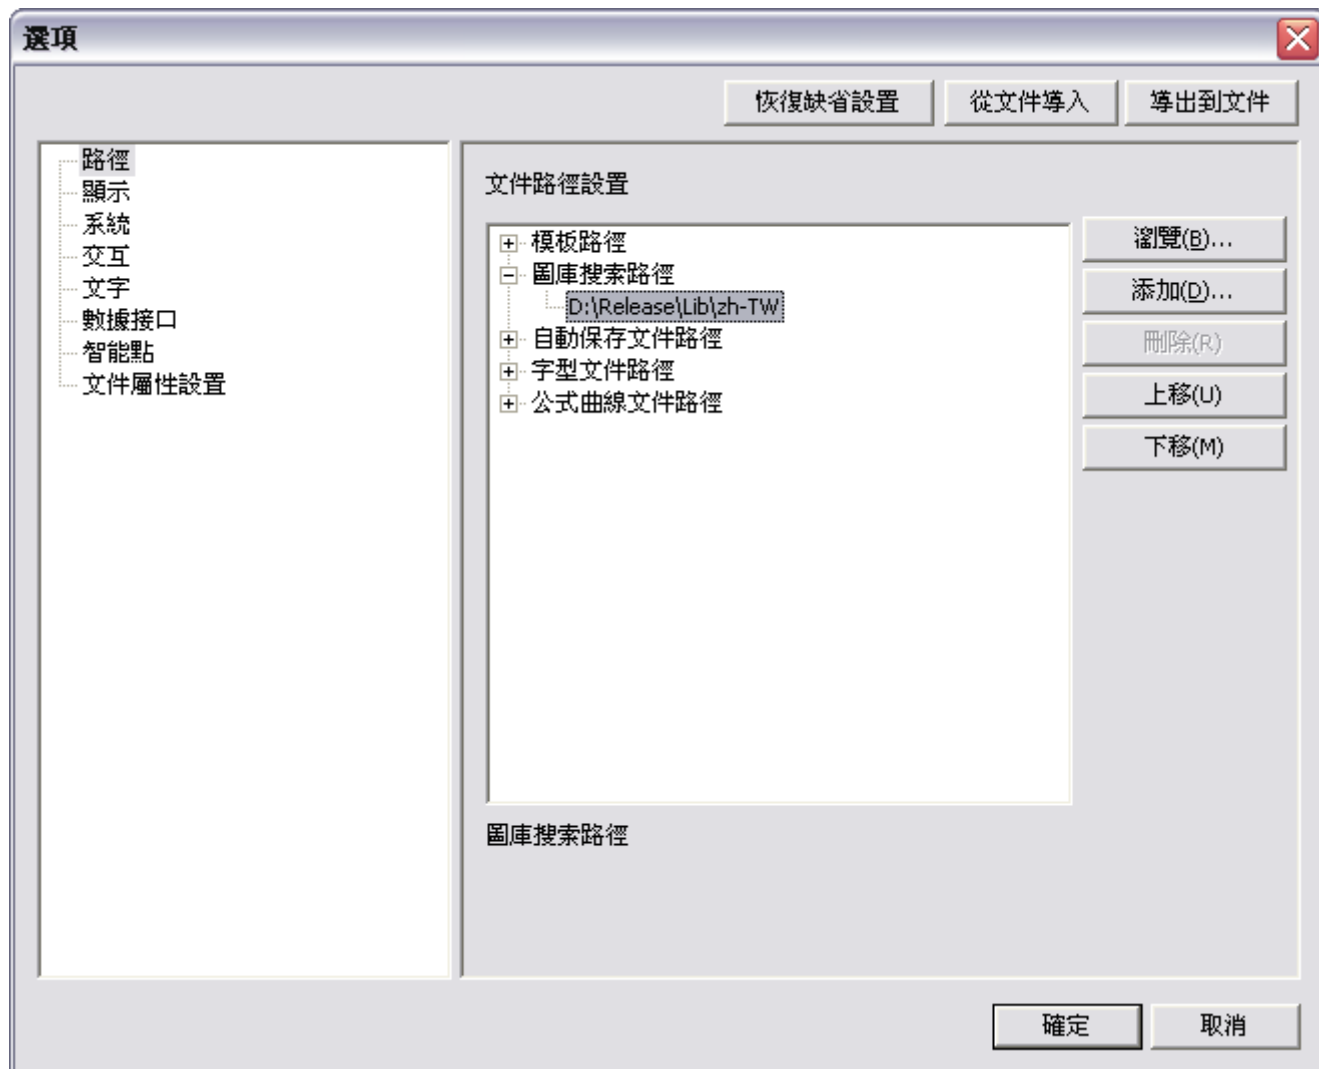 選項
恢復缺省設置 從文件導入 導出到文件
路徑
顯示
系統
交互
文字
數據接口
智能點
文件屬性設置
文件路徑設置
模板路徑
圖庫搜索路徑
D:\Release\Lib\zh-TW
自動保存文件路徑
字型文件路徑
公式曲線文件路徑
瀏覽(B)...
添加(D)...
刪除(R)
上移(U)
下移(M)
圖庫搜索路徑
確定 取消